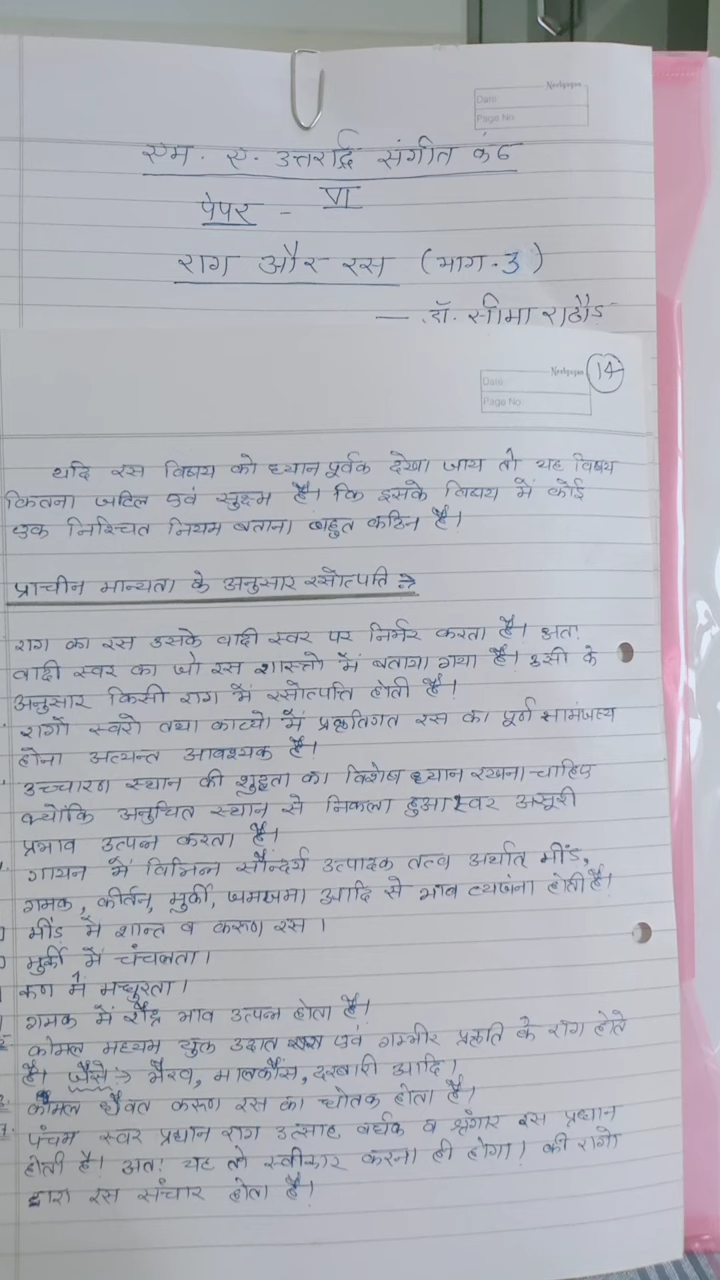 Neelgagan
Date
Page No
एम. ए. उत्तरार्द्ध संगीत कंठ
पेपर - VI
राग और रस (भाग-3)
— डॉ. सीमा राठौड
Neelgagan
Date
Page No
14
यदि रस विषय को ध्यान पूर्वक देखा जाय तो यह विषय
कितना जटिल एवं सुक्ष्म है। कि इसके विषय में कोई
एक निश्चित नियम बताना बहुत कठिन है।
प्राचीन मान्यता के अनुसार रसोत्पति :→
राग का रस उसके वादी स्वर पर निर्भर करता है। अतः
वादी स्वर का जो रस शास्त्रो में बताया गया है। उसी के
अनुसार किसी राग में रसोत्पति होती है।
रागों स्वरो तथा काव्यो में प्रकृतिगत रस का पूर्ण सामंजस्य
होना अत्यन्त आवश्यक है।
उच्चारण स्थान की शुद्धता का विशेष ध्यान रखना चाहिए
क्योंकि अनुचित स्थान से निकला हुआ स्वर असूरी
प्रभाव उत्पन्न करता है।
गायन में विभिन्न सौन्दर्य उत्पादक तत्व अर्थात् मींड,
गमक, कीर्तन, मुर्की, जमजमा आदि से भाव व्यजंना होती है।
मींड में शान्त व करूण रस।
मुर्की में चंचलता।
कण में मधुरता।
गमक में रौद्र भाव उत्पन्न होता है।
कोमल मध्यम युक्त उदात एवं गम्भीर प्रकृति के राग होते
है। जैसे :→ भैरव, मालकौंस, दरबारी आदि।
कोमल धैवत करूण रस का धोतक होता है।
7. पंचम स्वर प्रधान राग उत्साह वर्धक व श्रृंगार रस प्रधान
होती है। अतः यह तो स्वीकार करना ही होगा। की रागो
द्वारा रस संचार होता है।